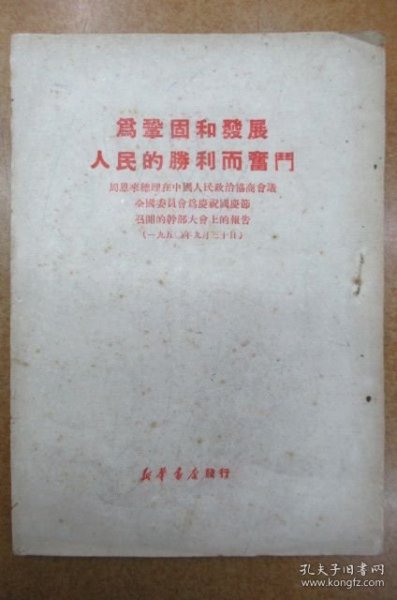 爲鞏固和發展
人民的勝利而奮鬥
周恩來總理在中國人民政治協商會議
全國委員會爲慶祝國慶節
召開的幹部大會上的報告
(一九五〇年九月三十日)
新華書店發行
孔夫子旧书网
www.kongfz.com